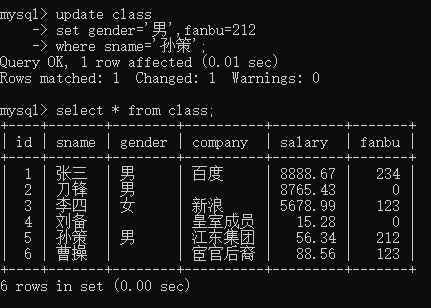 mysql> update class
-> set gender='男',fanbu=212
-> where sname='孙策';
Query OK, 1 row affected (0.01 sec)
Rows matched: 1  Changed: 1  Warnings: 0
mysql> select * from class;
+----+-------+--------+----------+---------+-------+
| id | sname | gender | company | salary | fanbu |
+----+-------+--------+----------+---------+-------+
| 1 | 张三 | 男 | 百度 | 8888.67 | 234 |
| 2 | 刀锋 | 男 | | 8765.43 | 0 |
| 3 | 李四 | 女 | 新浪 | 5678.99 | 123 |
| 4 | 刘备 | | 皇室成员 | 15.28 | 0 |
| 5 | 孙策 | 男 | 江东集团 | 56.34 | 212 |
| 6 | 曹操 | | 宦官后裔 | 88.56 | 123 |
+----+-------+--------+----------+---------+-------+
6 rows in set (0.00 sec)